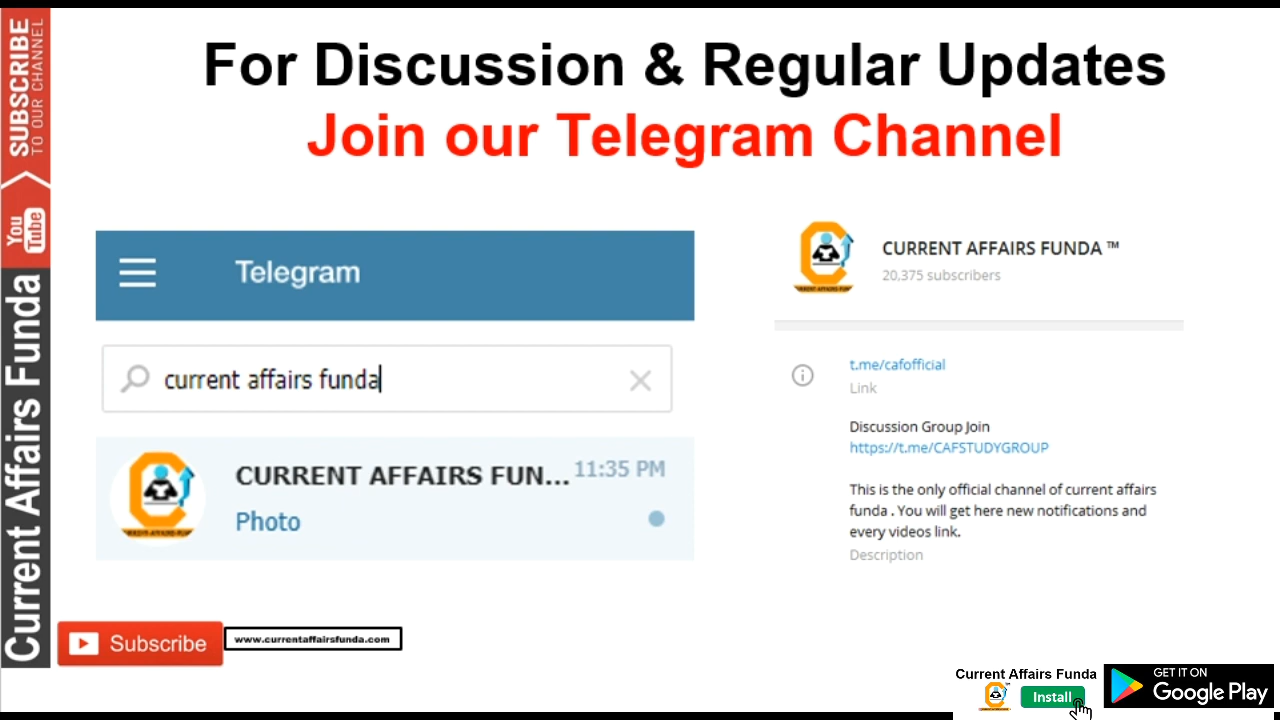 For Discussion & Regular Updates
Join our Telegram Channel
SUBSCRIBE
TO OUR CHANNEL
You
Tube
Current Affairs Funda
Telegram
current affairs funda
CURRENT AFFAIRS FUN...
11:35 PM
Photo
CURRENT AFFAIRS FUNDA ™
20,375 subscribers
t.me/cafofficial
Link
Discussion Group Join
https://t.me/CAFSTUDYGROUP
This is the only official channel of current affairs
funda . You will get here new notifications and
every videos link.
Description
Subscribe
www.currentaffairsfunda.com
Current Affairs Funda
Install
GET IT ON
Google Play